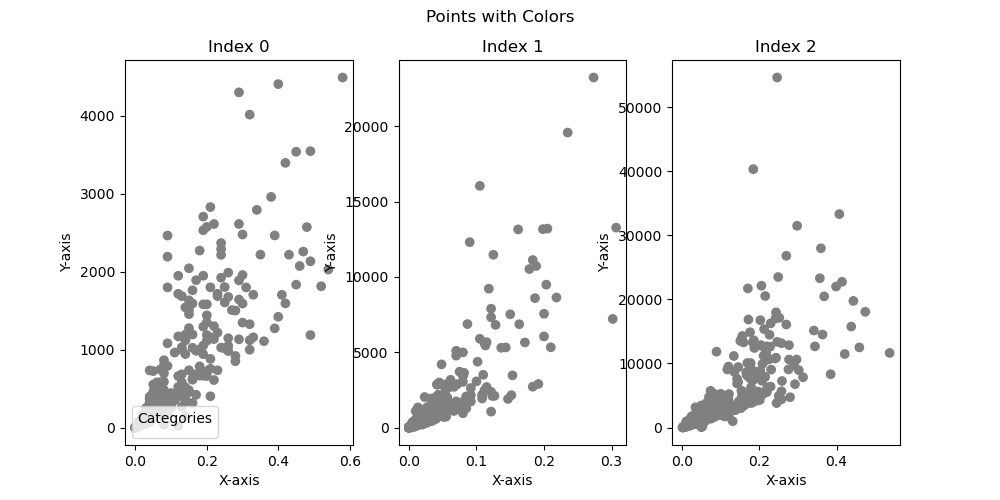 Points with Colors
Index 0
Index 1
Index 2
Y-axis
4000
3000
2000
1000
0
Categories
0.0
0.2
0.4
0.6
X-axis
Y-axis
20000
15000
10000
5000
0
0.0
0.1
0.2
0.3
X-axis
Y-axis
50000
40000
30000
20000
10000
0
0.0
0.2
0.4
X-axis